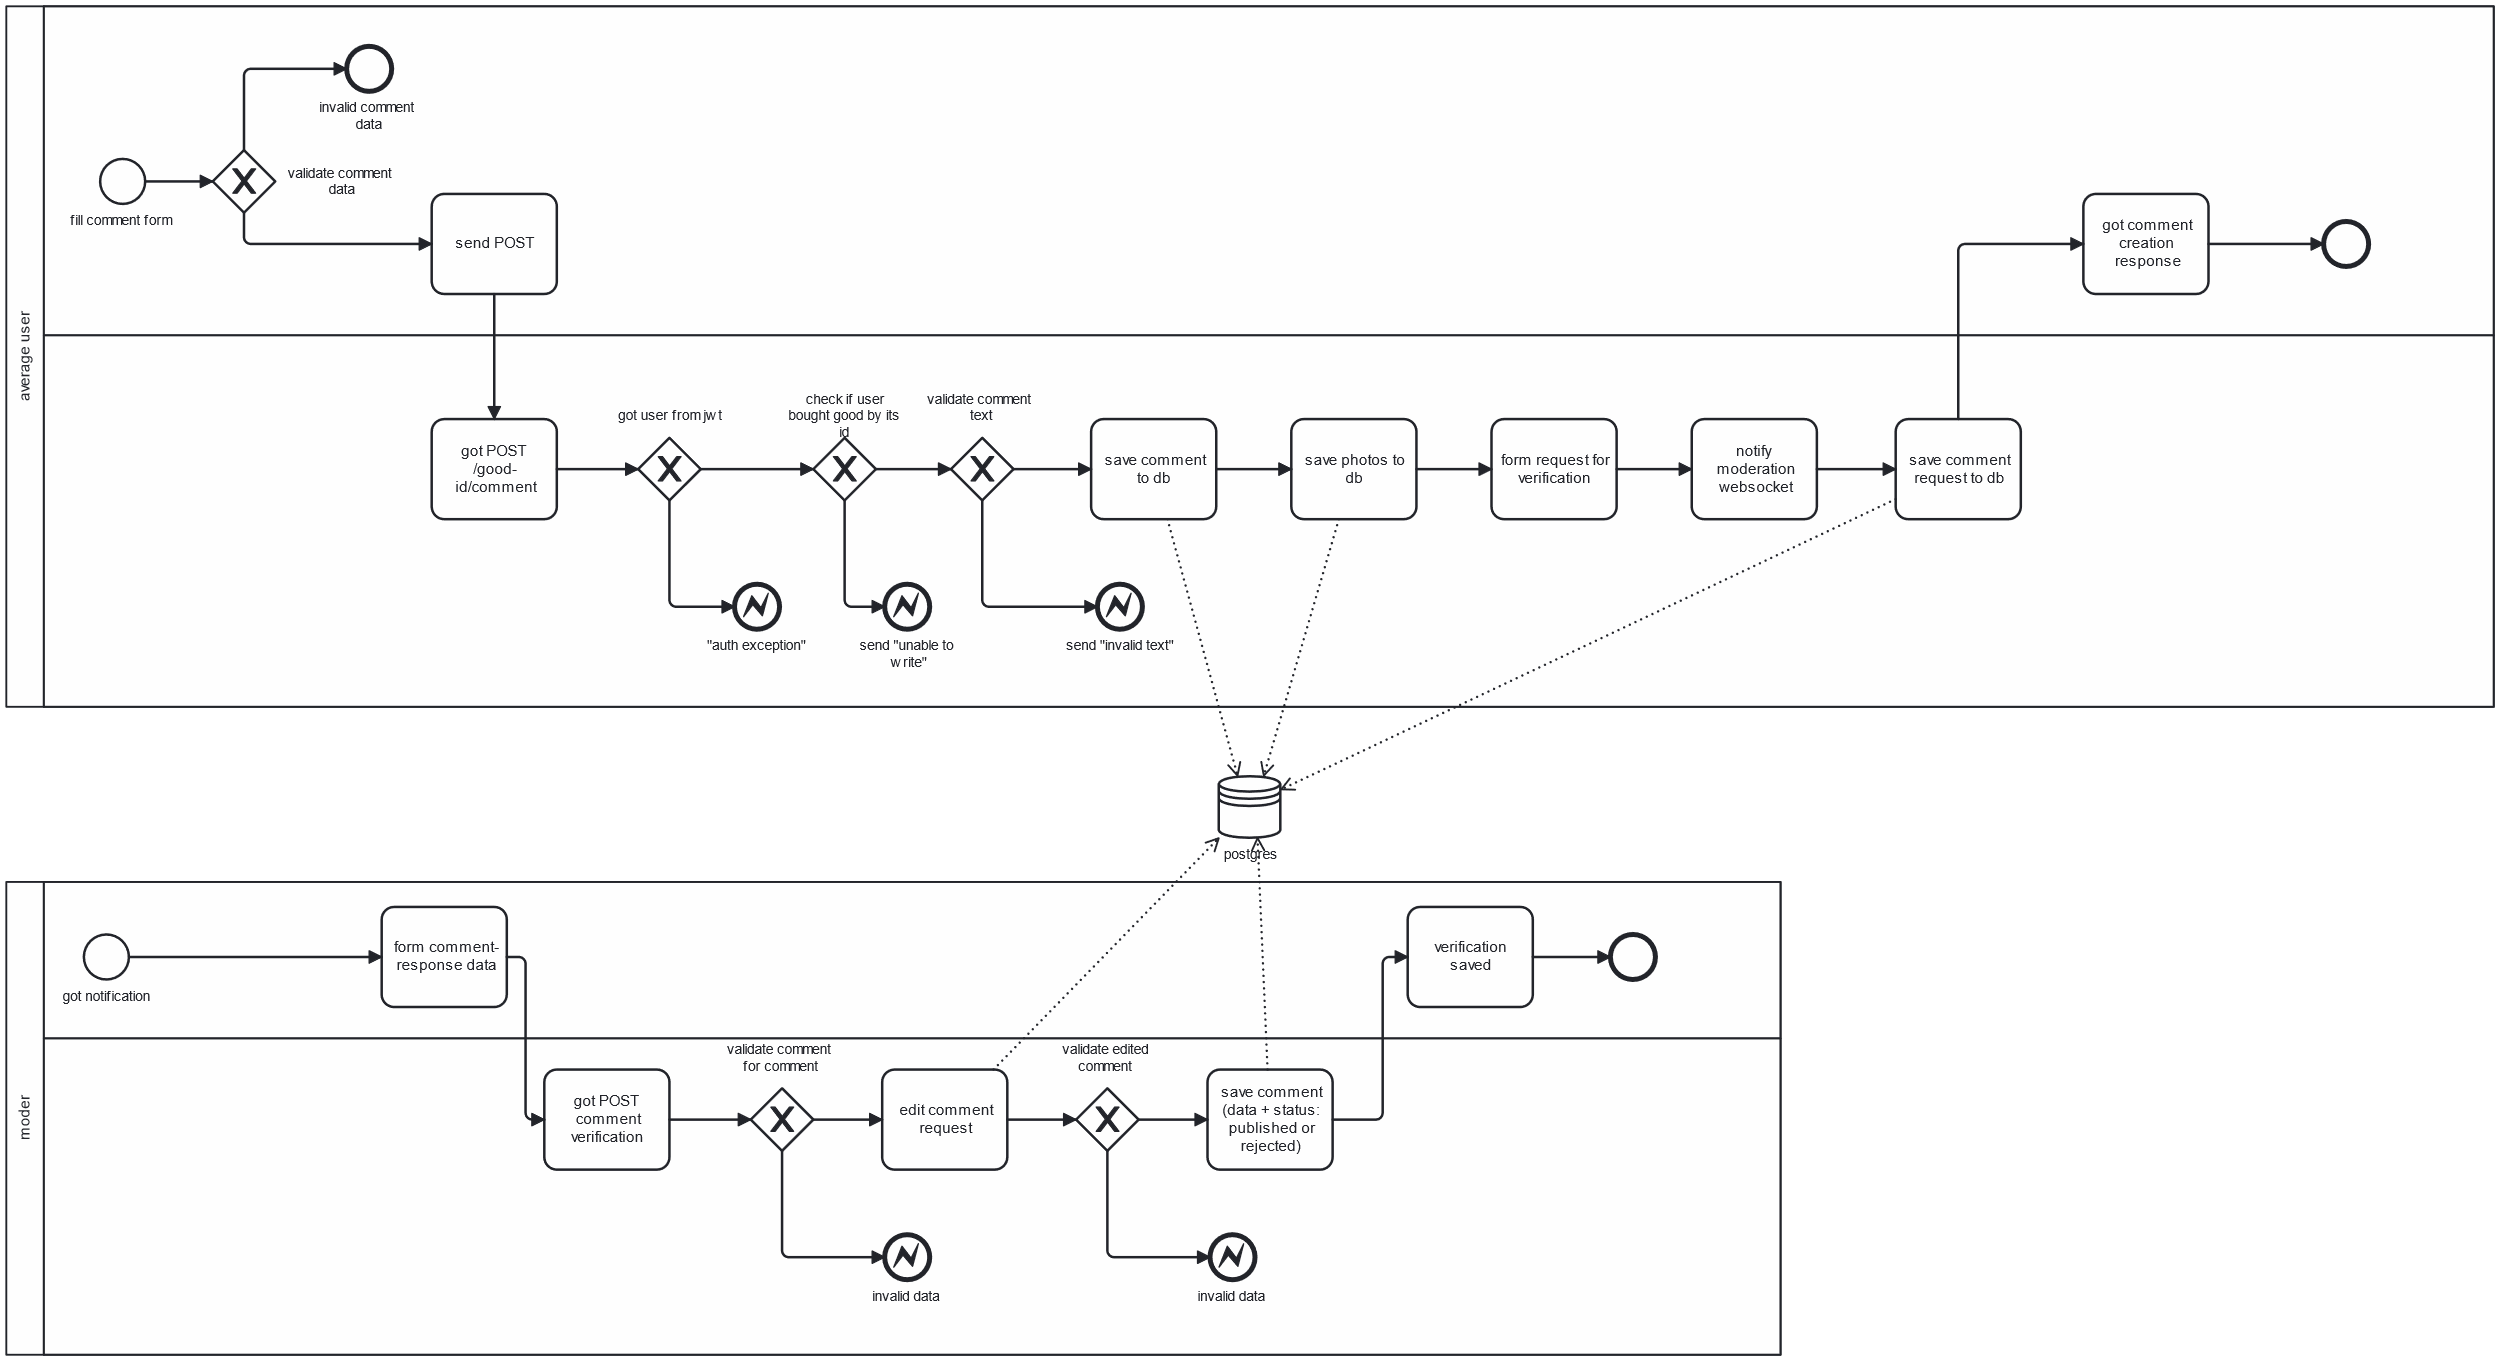 average user
invalid comment
data
validate comment
data
fill comment form
send POST
got comment
creation
response
got POST
/good-
id/comment
got user from jwt
check if user
bought good by its
id
validate comment
text
save comment
to db
save photos to
db
form request for
verification
notify
moderation
websocket
save comment
request to db
"auth exception"
send "unable to
write"
send "invalid text"
postgres
moder
got notification
form comment-
response data
verification
saved
got POST
comment
verification
validate comment
for comment
edit comment
request
validate edited
comment
save comment
(data + status:
published or
rejected)
invalid data
invalid data